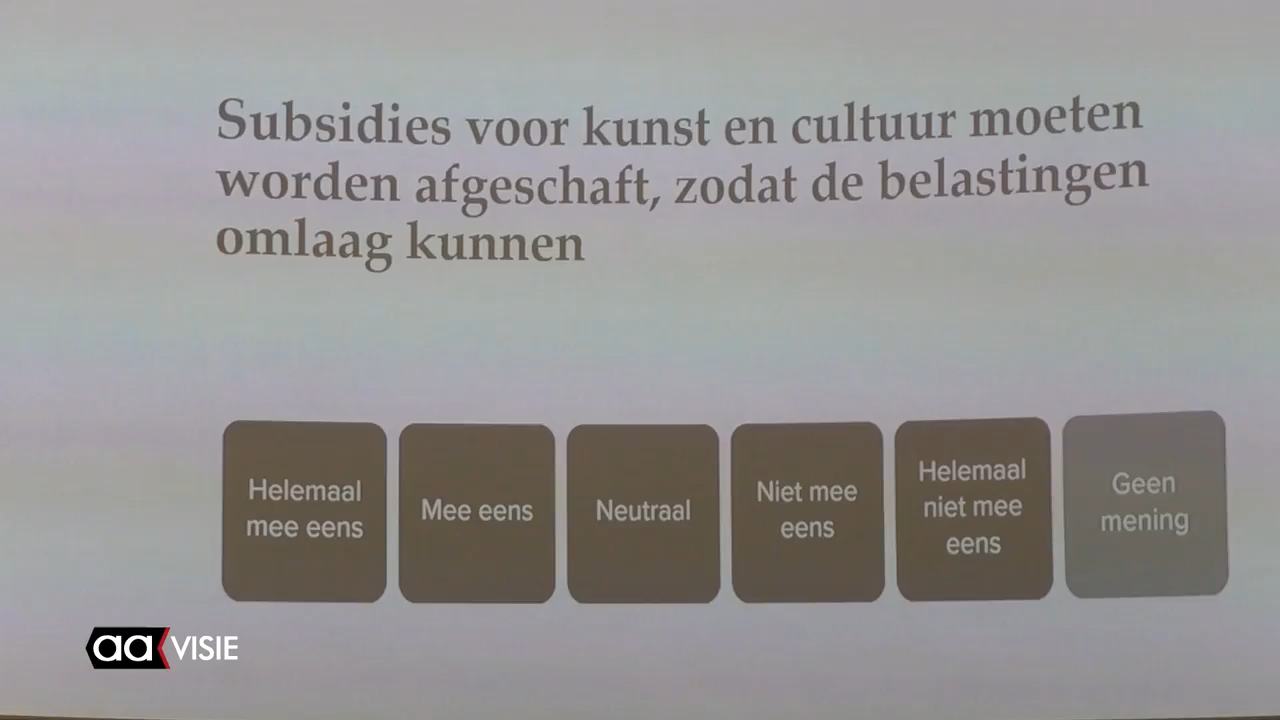 Subsidies voor kunst en cultuur moeten
worden afgeschaft, zodat de belastingen
omlaag kunnen
Helemaal
mee eens
Mee eens
Neutraal
Niet mee
eens
Helemaal
niet mee
eens
Geen
mening
aa VISIE